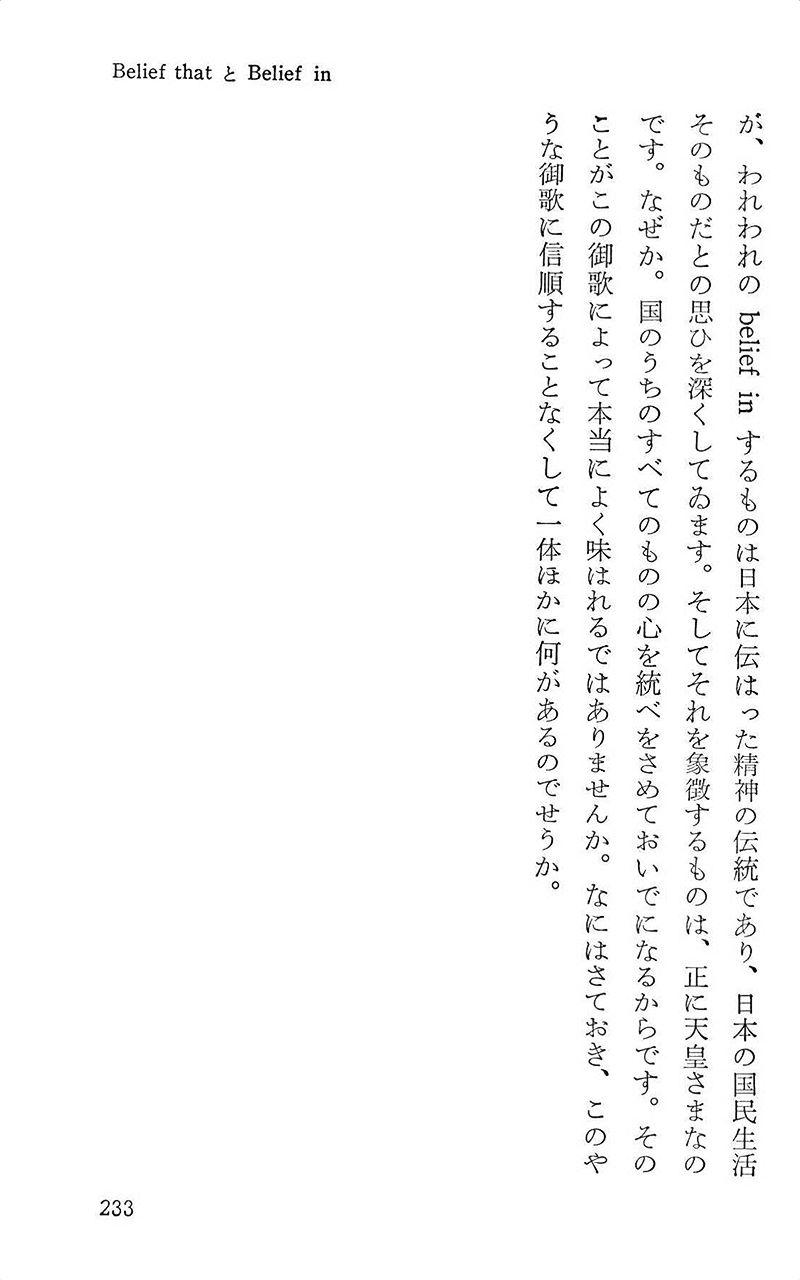 Belief that と Belief in
が、われわれの belief in するものは日本に伝はった精神の伝統であり、日本の国民生活
そのものだとの思ひを深くしてゐます。そしてそれを象徴するものは、正に天皇さまなの
です。なぜか。国のうちのすべてのものの心を統べをさめておいでになるからです。その
ことがこの御歌によって本当によく味はれるではありませんか。なにはさておき、このや
うな御歌に信順することなくして一体ほかに何があるのでせうか。
233